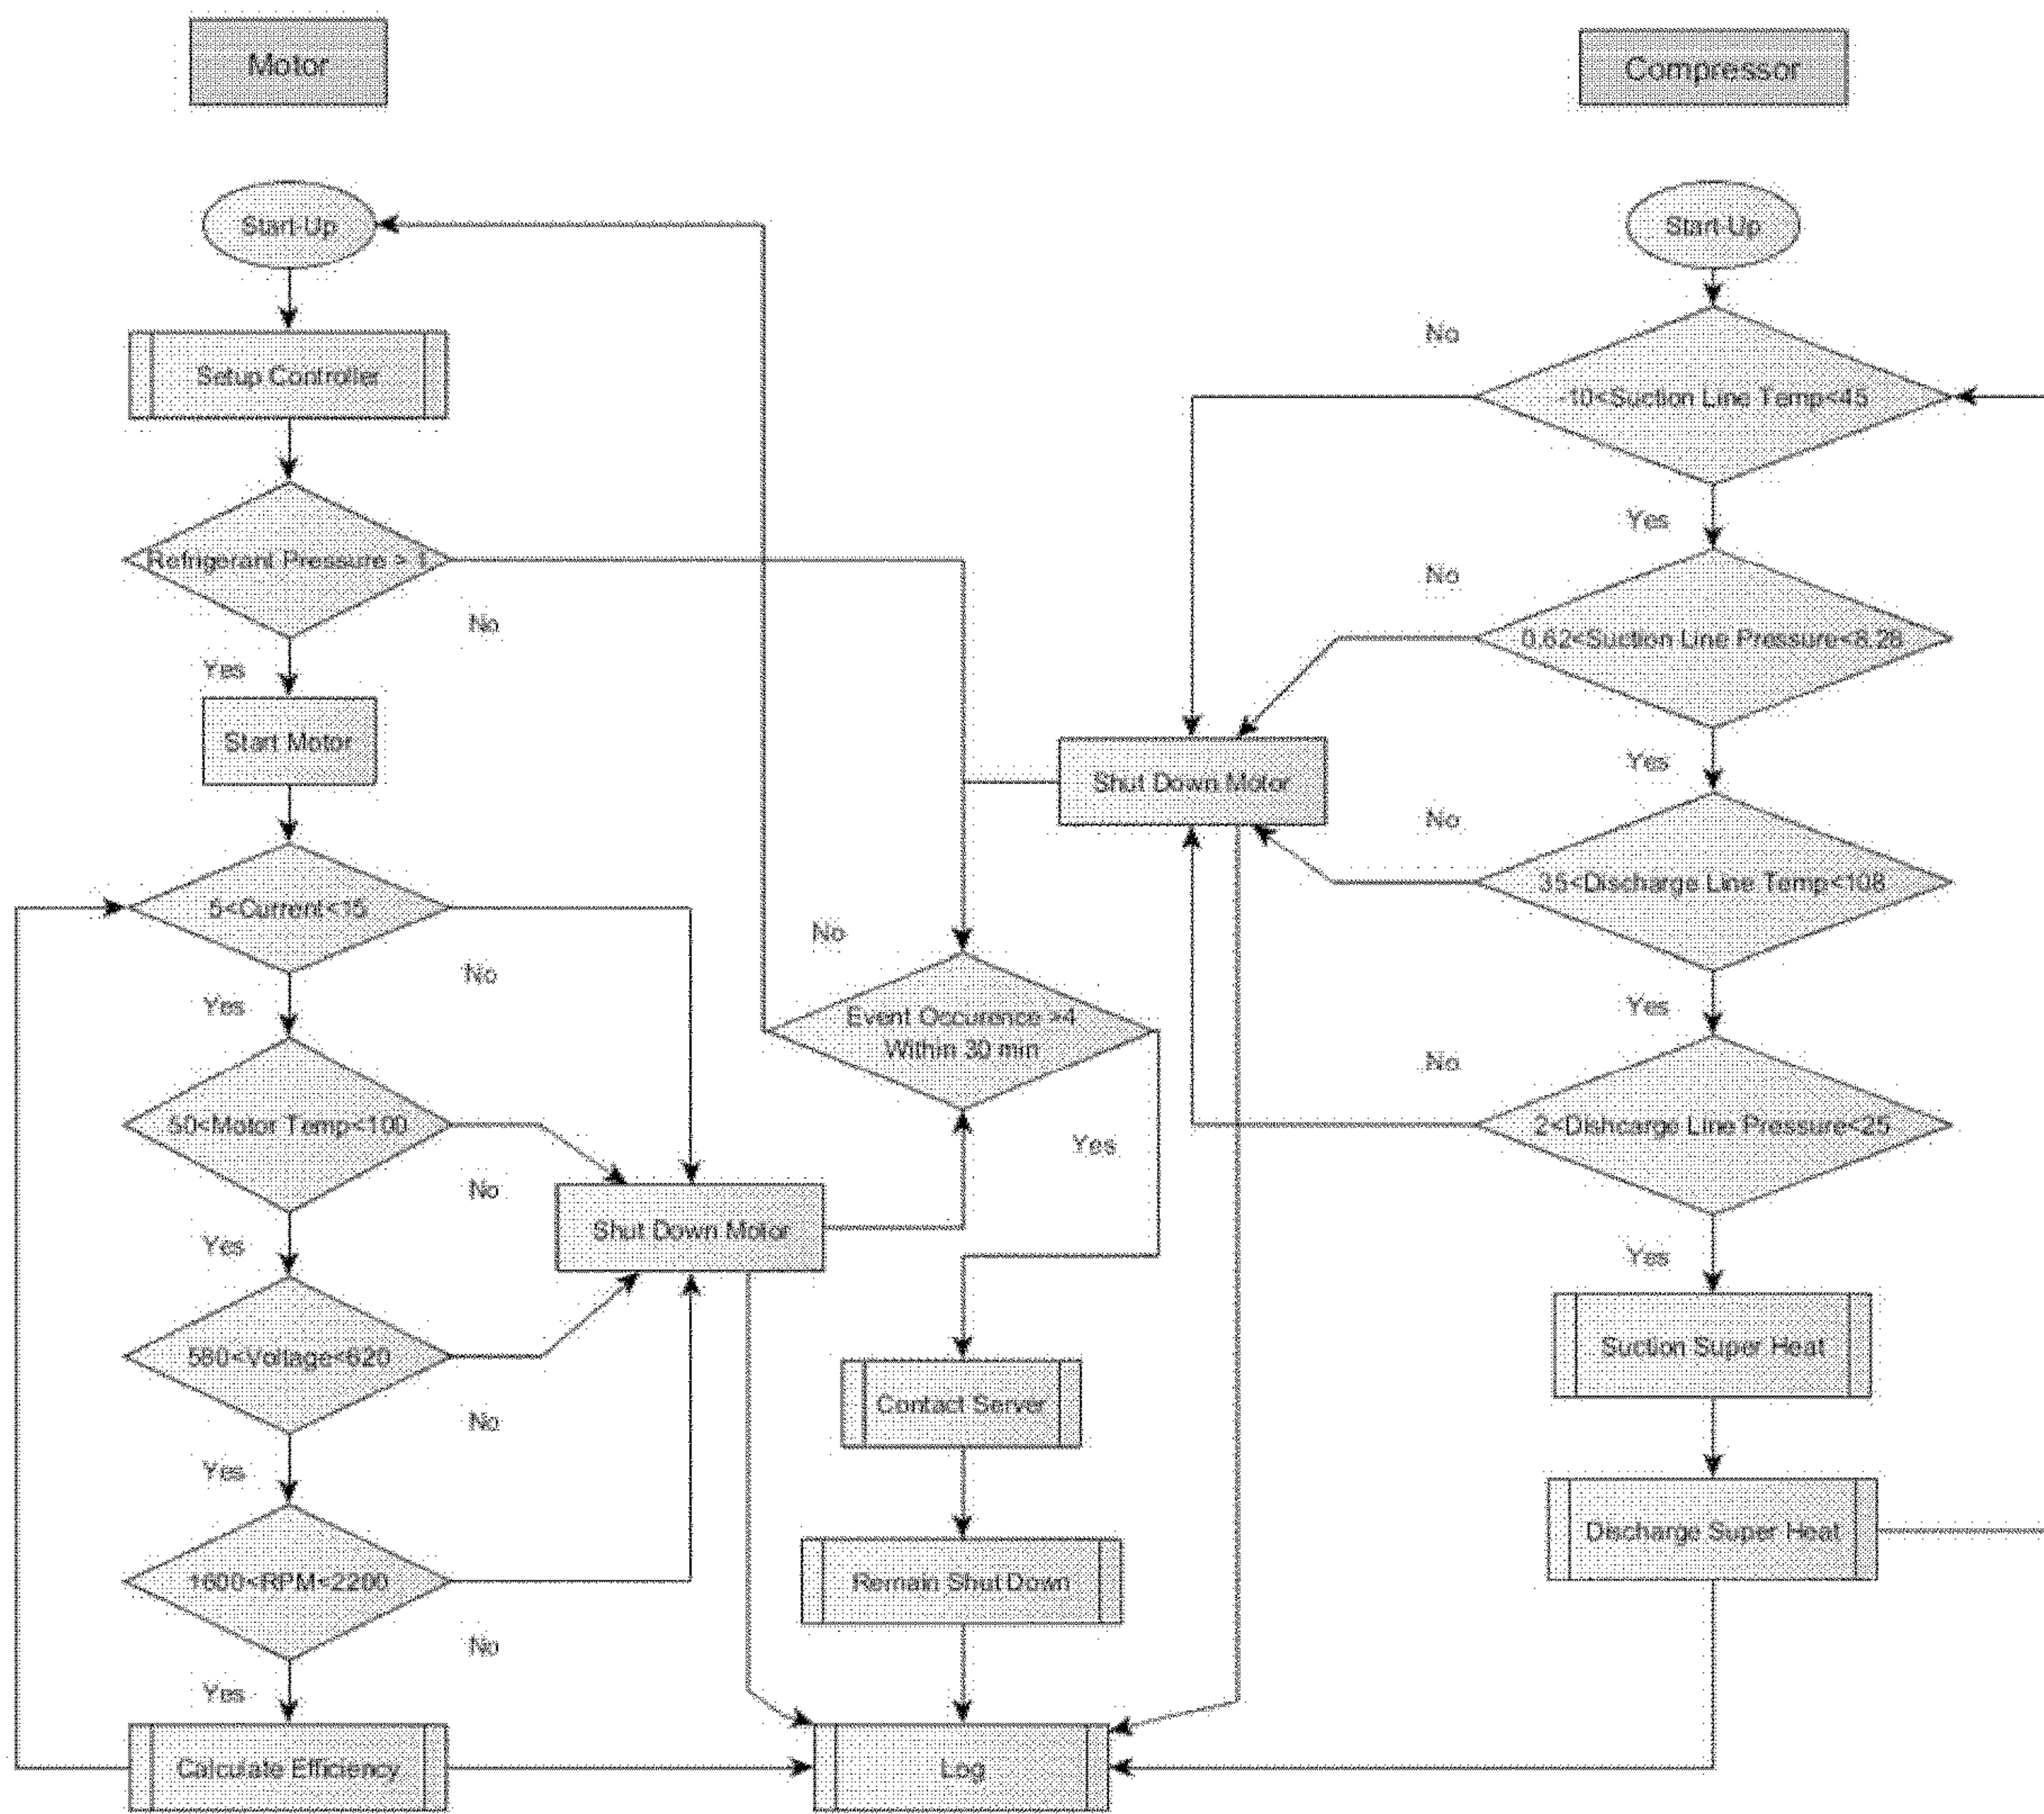 Motor
Compressor
Start Up
Start Up
Setup Controller
No
-10<Suction Line Temp<45
Yes
Refrigerant Pressure > 1
No
No
0.62<Suction Line Pressure<8.28
Yes
Start Motor
Yes
Shut Down Motor
No
35<Discharge Line Temp<108
5<Current<15
No
No
Yes
Yes
Event Occurence >4
Within 30 min
No
50<Motor Temp<100
Yes
2<Dishcarge Line Pressure<25
No
Shut Down Motor
Yes
Yes
580<Voltage<620
Suction Super Heat
Contact Server
No
Yes
Discharge Super Heat
1600<RPM<2200
Remain Shut Down
No
Yes
Calculate Efficiency
Log